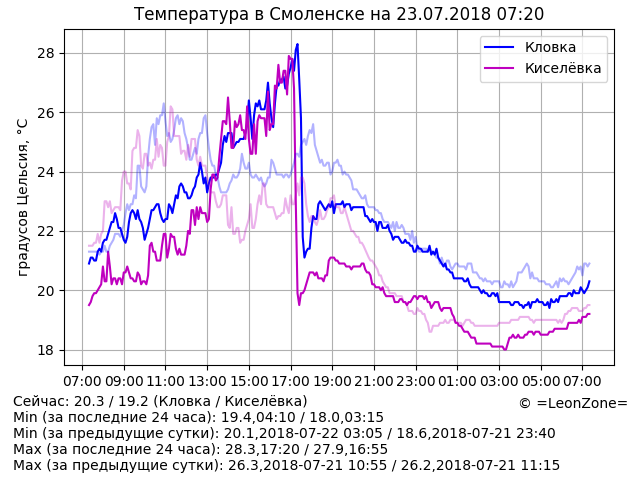 Температура в Смоленске на 23.07.2018 07:20
градусов Цельсия, °C
28
26
24
22
20
18
Кловка
Киселёвка
07:00 09:00 11:00 13:00 15:00 17:00 19:00 21:00 23:00 01:00 03:00 05:00 07:00
Сейчас: 20.3 / 19.2 (Кловка / Киселёвка)
© =LeonZone=
Min (за последние 24 часа): 19.4,04:10 / 18.0,03:15
Min (за предыдущие сутки): 20.1,2018-07-22 03:05 / 18.6,2018-07-21 23:40
Max (за последние 24 часа): 28.3,17:20 / 27.9,16:55
Max (за предыдущие сутки): 26.3,2018-07-21 10:55 / 26.2,2018-07-21 11:15